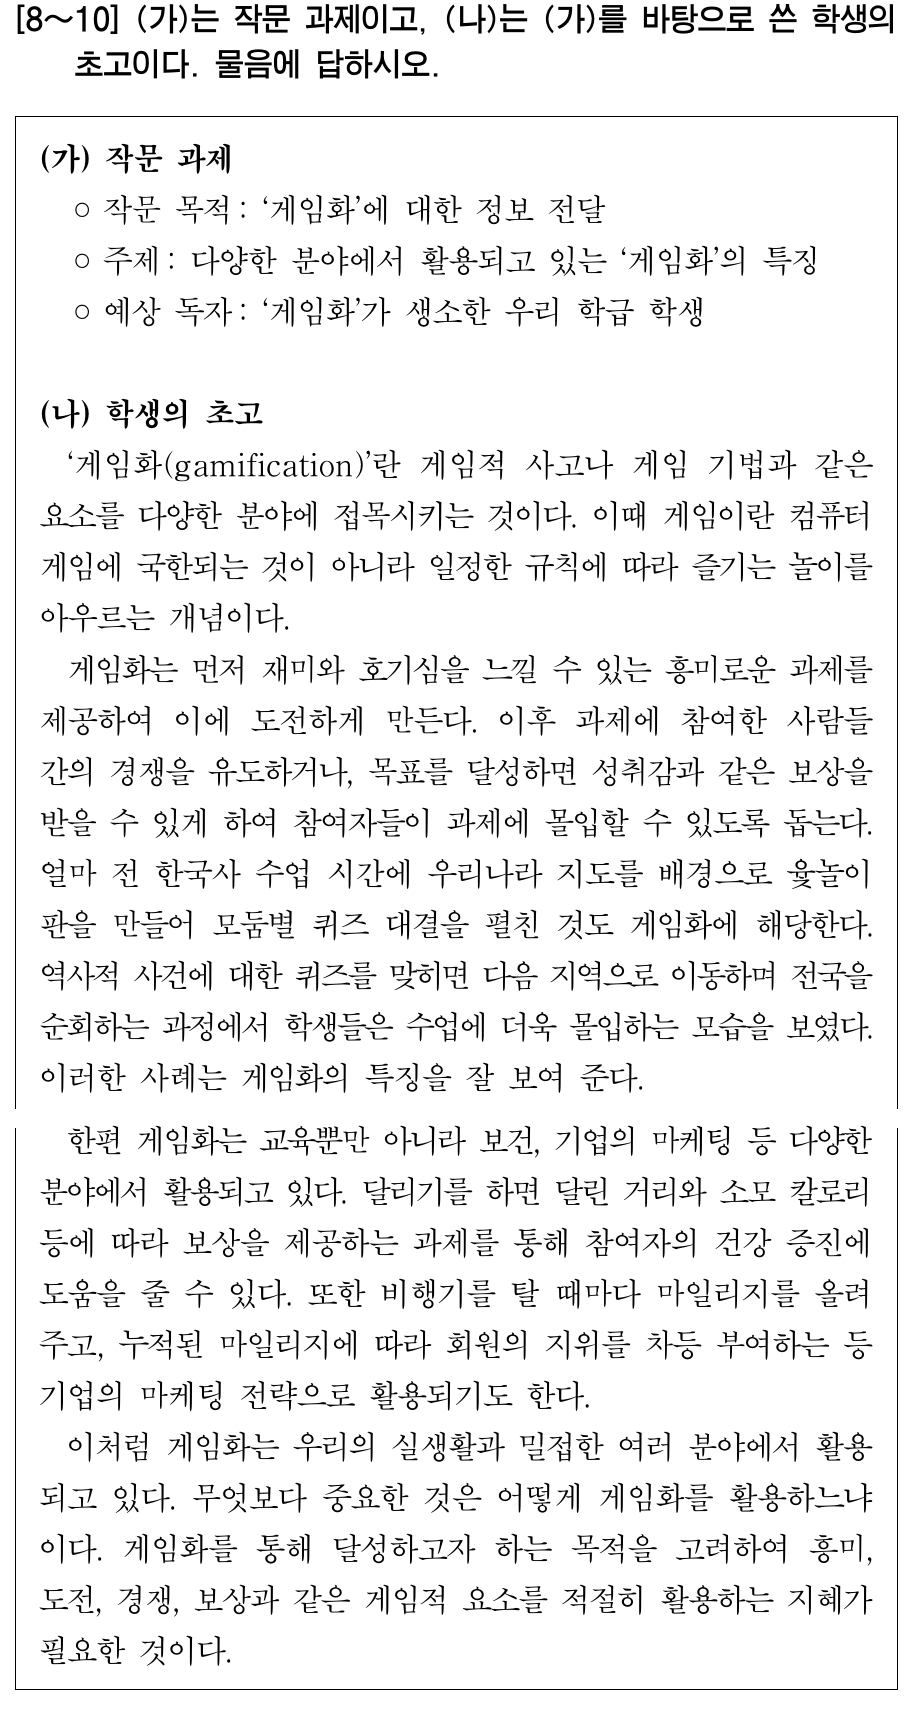 [8～10] (가)는 작문 과제이고, (나)는 (가)를 바탕으로 쓴 학생의
초고이다. 물음에 답하시오.
(가) 작문 과제
○ 작문 목적 : ‘게임화’에 대한 정보 전달
○ 주제 : 다양한 분야에서 활용되고 있는 ‘게임화’의 특징
○ 예상 독자 : ‘게임화’가 생소한 우리 학급 학생
(나) 학생의 초고
‘게임화(gamification)’란 게임적 사고나 게임 기법과 같은
요소를 다양한 분야에 접목시키는 것이다. 이때 게임이란 컴퓨터
게임에 국한되는 것이 아니라 일정한 규칙에 따라 즐기는 놀이를
아우르는 개념이다.
게임화는 먼저 재미와 호기심을 느낄 수 있는 흥미로운 과제를
제공하여 이에 도전하게 만든다. 이후 과제에 참여한 사람들
간의 경쟁을 유도하거나, 목표를 달성하면 성취감과 같은 보상을
받을 수 있게 하여 참여자들이 과제에 몰입할 수 있도록 돕는다.
얼마 전 한국사 수업 시간에 우리나라 지도를 배경으로 윷놀이
판을 만들어 모둠별 퀴즈 대결을 펼친 것도 게임화에 해당한다.
역사적 사건에 대한 퀴즈를 맞히면 다음 지역으로 이동하며 전국을
순회하는 과정에서 학생들은 수업에 더욱 몰입하는 모습을 보였다.
이러한 사례는 게임화의 특징을 잘 보여 준다.
한편 게임화는 교육뿐만 아니라 보건, 기업의 마케팅 등 다양한
분야에서 활용되고 있다. 달리기를 하면 달린 거리와 소모 칼로리
등에 따라 보상을 제공하는 과제를 통해 참여자의 건강 증진에
도움을 줄 수 있다. 또한 비행기를 탈 때마다 마일리지를 올려
주고, 누적된 마일리지에 따라 회원의 지위를 차등 부여하는 등
기업의 마케팅 전략으로 활용되기도 한다.
이처럼 게임화는 우리의 실생활과 밀접한 여러 분야에서 활용
되고 있다. 무엇보다 중요한 것은 어떻게 게임화를 활용하느냐
이다. 게임화를 통해 달성하고자 하는 목적을 고려하여 흥미,
도전, 경쟁, 보상과 같은 게임적 요소를 적절히 활용하는 지혜가
필요한 것이다.